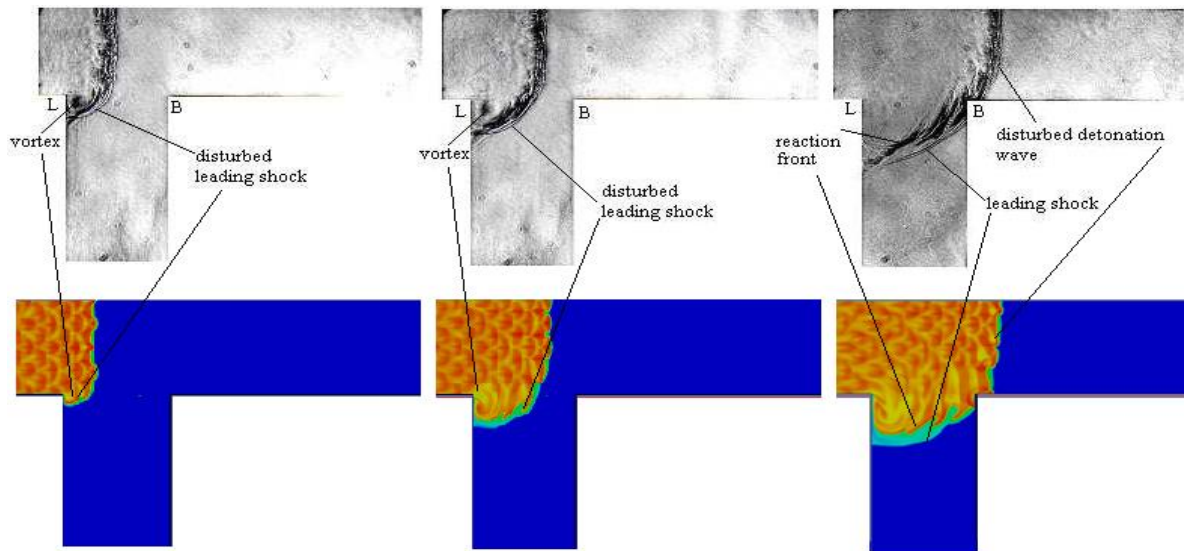 L
B
vortex
disturbed
leading shock
L
B
vortex
disturbed
leading shock
L
B
reaction
front
disturbed detonation
wave
leading shock